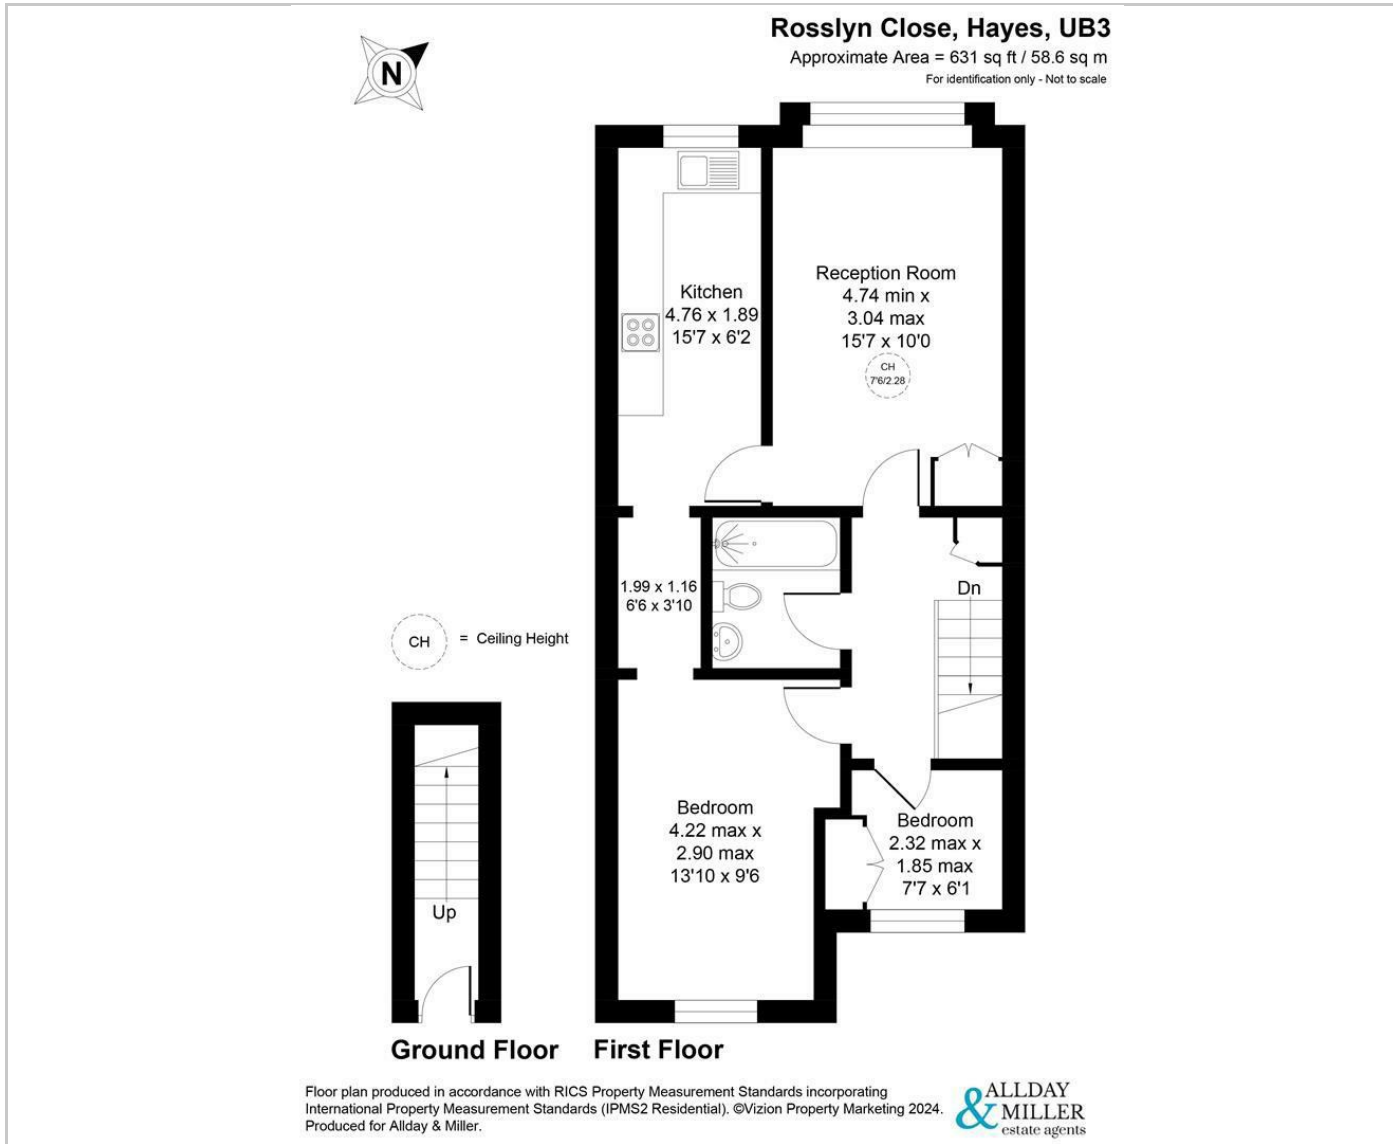 Rosslyn Close, Hayes, UB3
Approximate Area = 631 sq ft / 58.6 sq m
For identification only - Not to scale
N
Kitchen
4.76 x 1.89
15'7 x 6'2
Reception Room
4.74 min x
3.04 max
15'7 x 10'0
CH
7'6/2.28
1.99 x 1.16
6'6 x 3'10
Dn
CH = Ceiling Height
Bedroom
4.22 max x
2.90 max
13'10 x 9'6
Bedroom
2.32 max x
1.85 max
7'7 x 6'1
Up
Ground Floor
First Floor
Floor plan produced in accordance with RICS Property Measurement Standards incorporating
International Property Measurement Standards (IPMS2 Residential). ©Vizion Property Marketing 2024.
Produced for Allday & Miller.
ALLDAY
& MILLER
estate agents